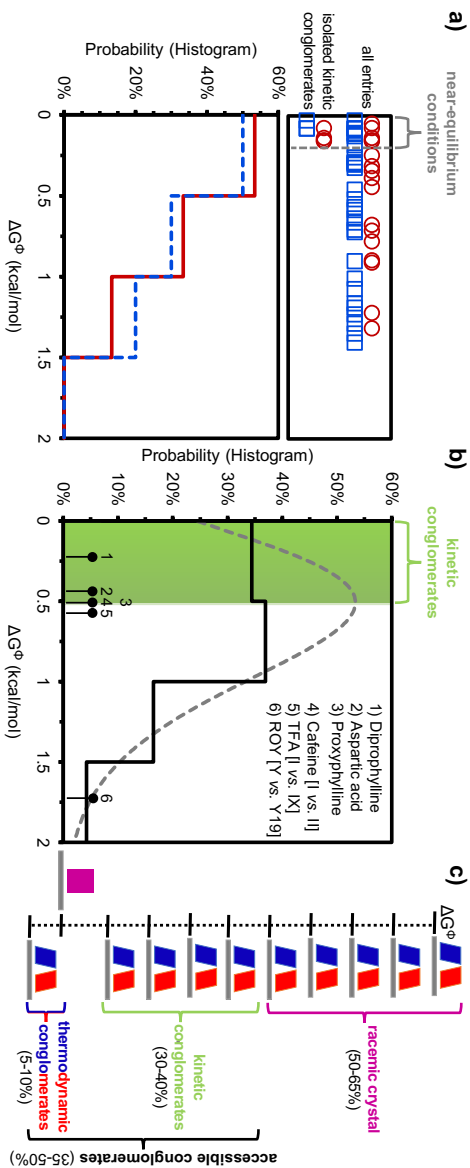 a)
near-equilibrium
conditions
all entries
isolated kinetic
conglomerates
Probability (Histogram)
60%
40%
20%
0%
0
0.5
1
1.5
2
ΔG^Φ (kcal/mol)
b)
kinetic
conglomerates
Probability (Histogram)
60%
50%
40%
30%
20%
10%
0%
1) Diprophylline
2) Aspartic acid
3) Proxyphylline
4) Cafeine [I vs. II]
5) TFA [I vs. IX]
6) ROY [Y vs. Y19]
1
2
3
4
5
6
0
0.5
1
1.5
2
ΔG^Φ (kcal/mol)
c)
ΔG^Φ
racemic crystal
(50-65%)
kinetic
conglomerates
(30-40%)
thermodynamic
conglomerates
(5-10%)
accessible conglomerates (35-50%)